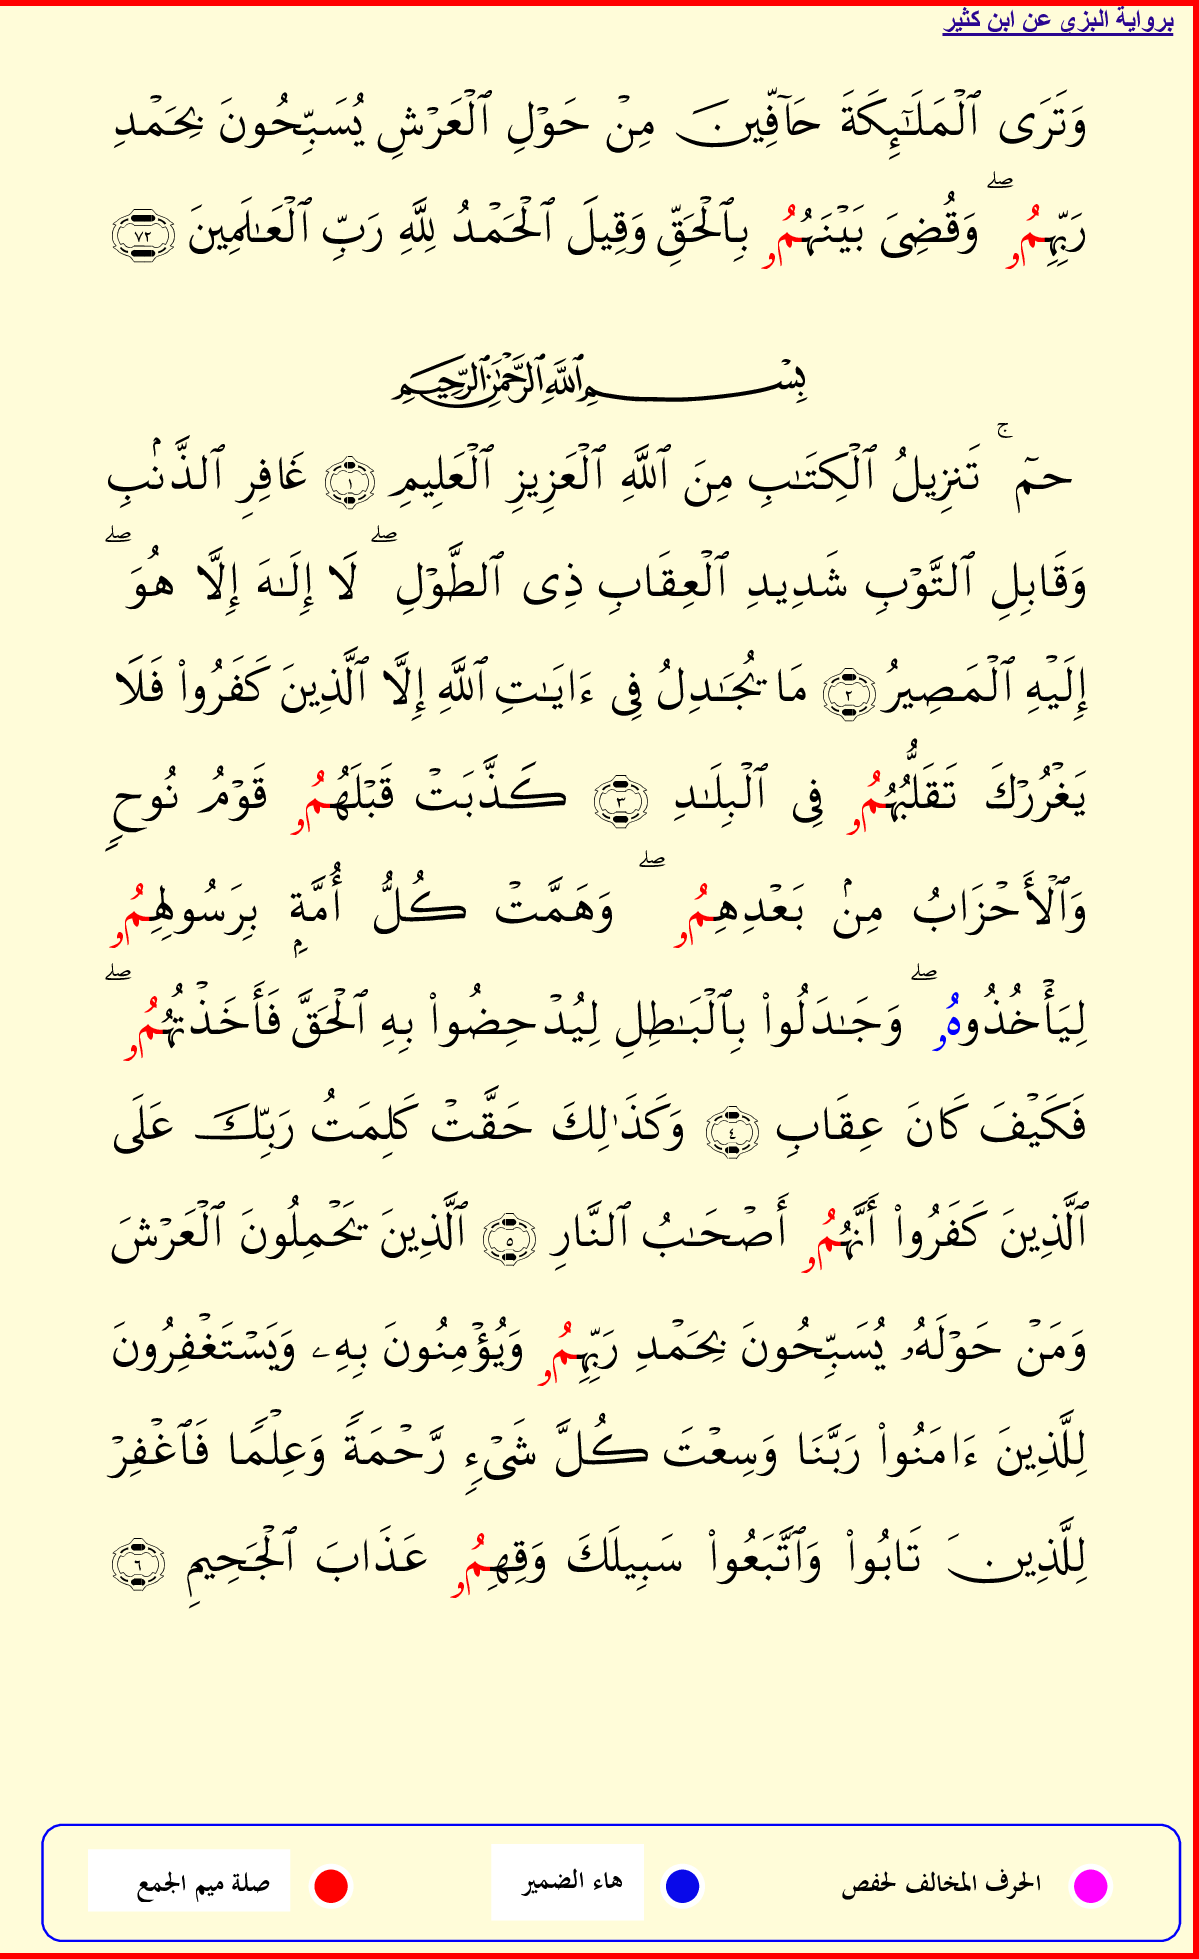 برواية البزي عن ابن كثير
وَتَرَى ٱلْمَلَـٰٓئِكَةَ حَآفِّينَ مِنْ حَوْلِ ٱلْعَرْشِ يُسَبِّحُونَ بِحَمْدِ
رَبِّهِمُۥ ۖ وَقُضِىَ بَيْنَهُمُۥ بِٱلْحَقِّ وَقِيلَ ٱلْحَمْدُ لِلَّهِ رَبِّ ٱلْعَـٰلَمِينَ ٧٢
بِسْمِ ٱللَّهِ ٱلرَّحْمَـٰنِ ٱلرَّحِيمِ
حمٓ ۚ تَنزِيلُ ٱلْكِتَـٰبِ مِنَ ٱللَّهِ ٱلْعَزِيزِ ٱلْعَلِيمِ ١ غَافِرِ ٱلذَّنۢبِ
وَقَابِلِ ٱلتَّوْبِ شَدِيدِ ٱلْعِقَابِ ذِى ٱلطَّوْلِ ۖ لَا إِلَـٰهَ إِلَّا هُوَ ۖ
إِلَيْهِ ٱلْمَصِيرُ ٢ مَا يُجَـٰدِلُ فِى ءَايَـٰتِ ٱللَّهِ إِلَّا ٱلَّذِينَ كَفَرُوا۟ فَلَا
يَغْرُرْكَ تَقَلُّبُهُمُۥ فِى ٱلْبِلَـٰدِ ٣ كَذَّبَتْ قَبْلَهُمُۥ قَوْمُ نُوحٍ
وَٱلْأَحْزَابُ مِنۢ بَعْدِهِمُۥ ۖ وَهَمَّتْ كُلُّ أُمَّةٍۭ بِرَسُولِهِمُۥ
لِيَأْخُذُوهُۥ ۖ وَجَـٰدَلُوا۟ بِٱلْبَـٰطِلِ لِيُدْحِضُوا۟ بِهِ ٱلْحَقَّ فَأَخَذْتُهُمُۥ ۖ
فَكَيْفَ كَانَ عِقَابِ ٤ وَكَذَٰلِكَ حَقَّتْ كَلِمَتُ رَبِّكَ عَلَى
ٱلَّذِينَ كَفَرُوا۟ أَنَّهُمُۥ أَصْحَـٰبُ ٱلنَّارِ ٥ ٱلَّذِينَ يَحْمِلُونَ ٱلْعَرْشَ
وَمَنْ حَوْلَهُۥ يُسَبِّحُونَ بِحَمْدِ رَبِّهِمُۥ وَيُؤْمِنُونَ بِهِۦ وَيَسْتَغْفِرُونَ
لِلَّذِينَ ءَامَنُوا۟ رَبَّنَا وَسِعْتَ كُلَّ شَىْءٍ رَّحْمَةً وَعِلْمًا فَٱغْفِرْ
لِلَّذِينَ تَابُوا۟ وَٱتَّبَعُوا۟ سَبِيلَكَ وَقِهِمُۥ عَذَابَ ٱلْجَحِيمِ ٦
الحرف المخالف لحفص هاء الضمير صلة ميم الجمع